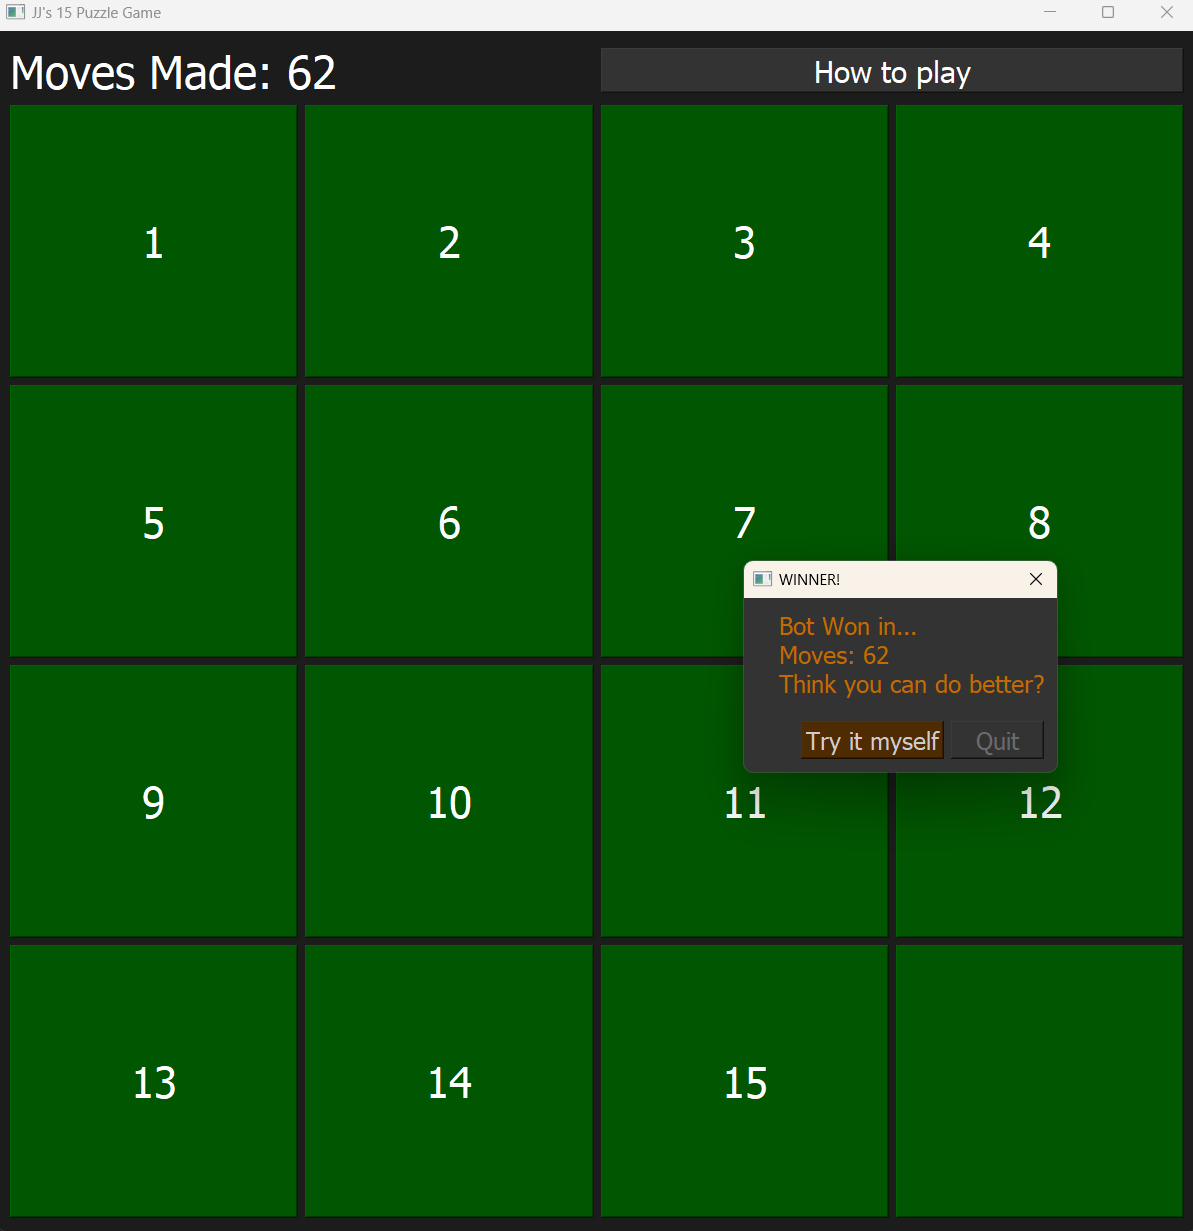 JJ's 15 Puzzle Game
Moves Made: 62
How to play
1
2
3
4
5
6
7
8
WINNER!
Bot Won in...
Moves: 62
Think you can do better?
Try it myself
Quit
9
10
11
12
13
14
15